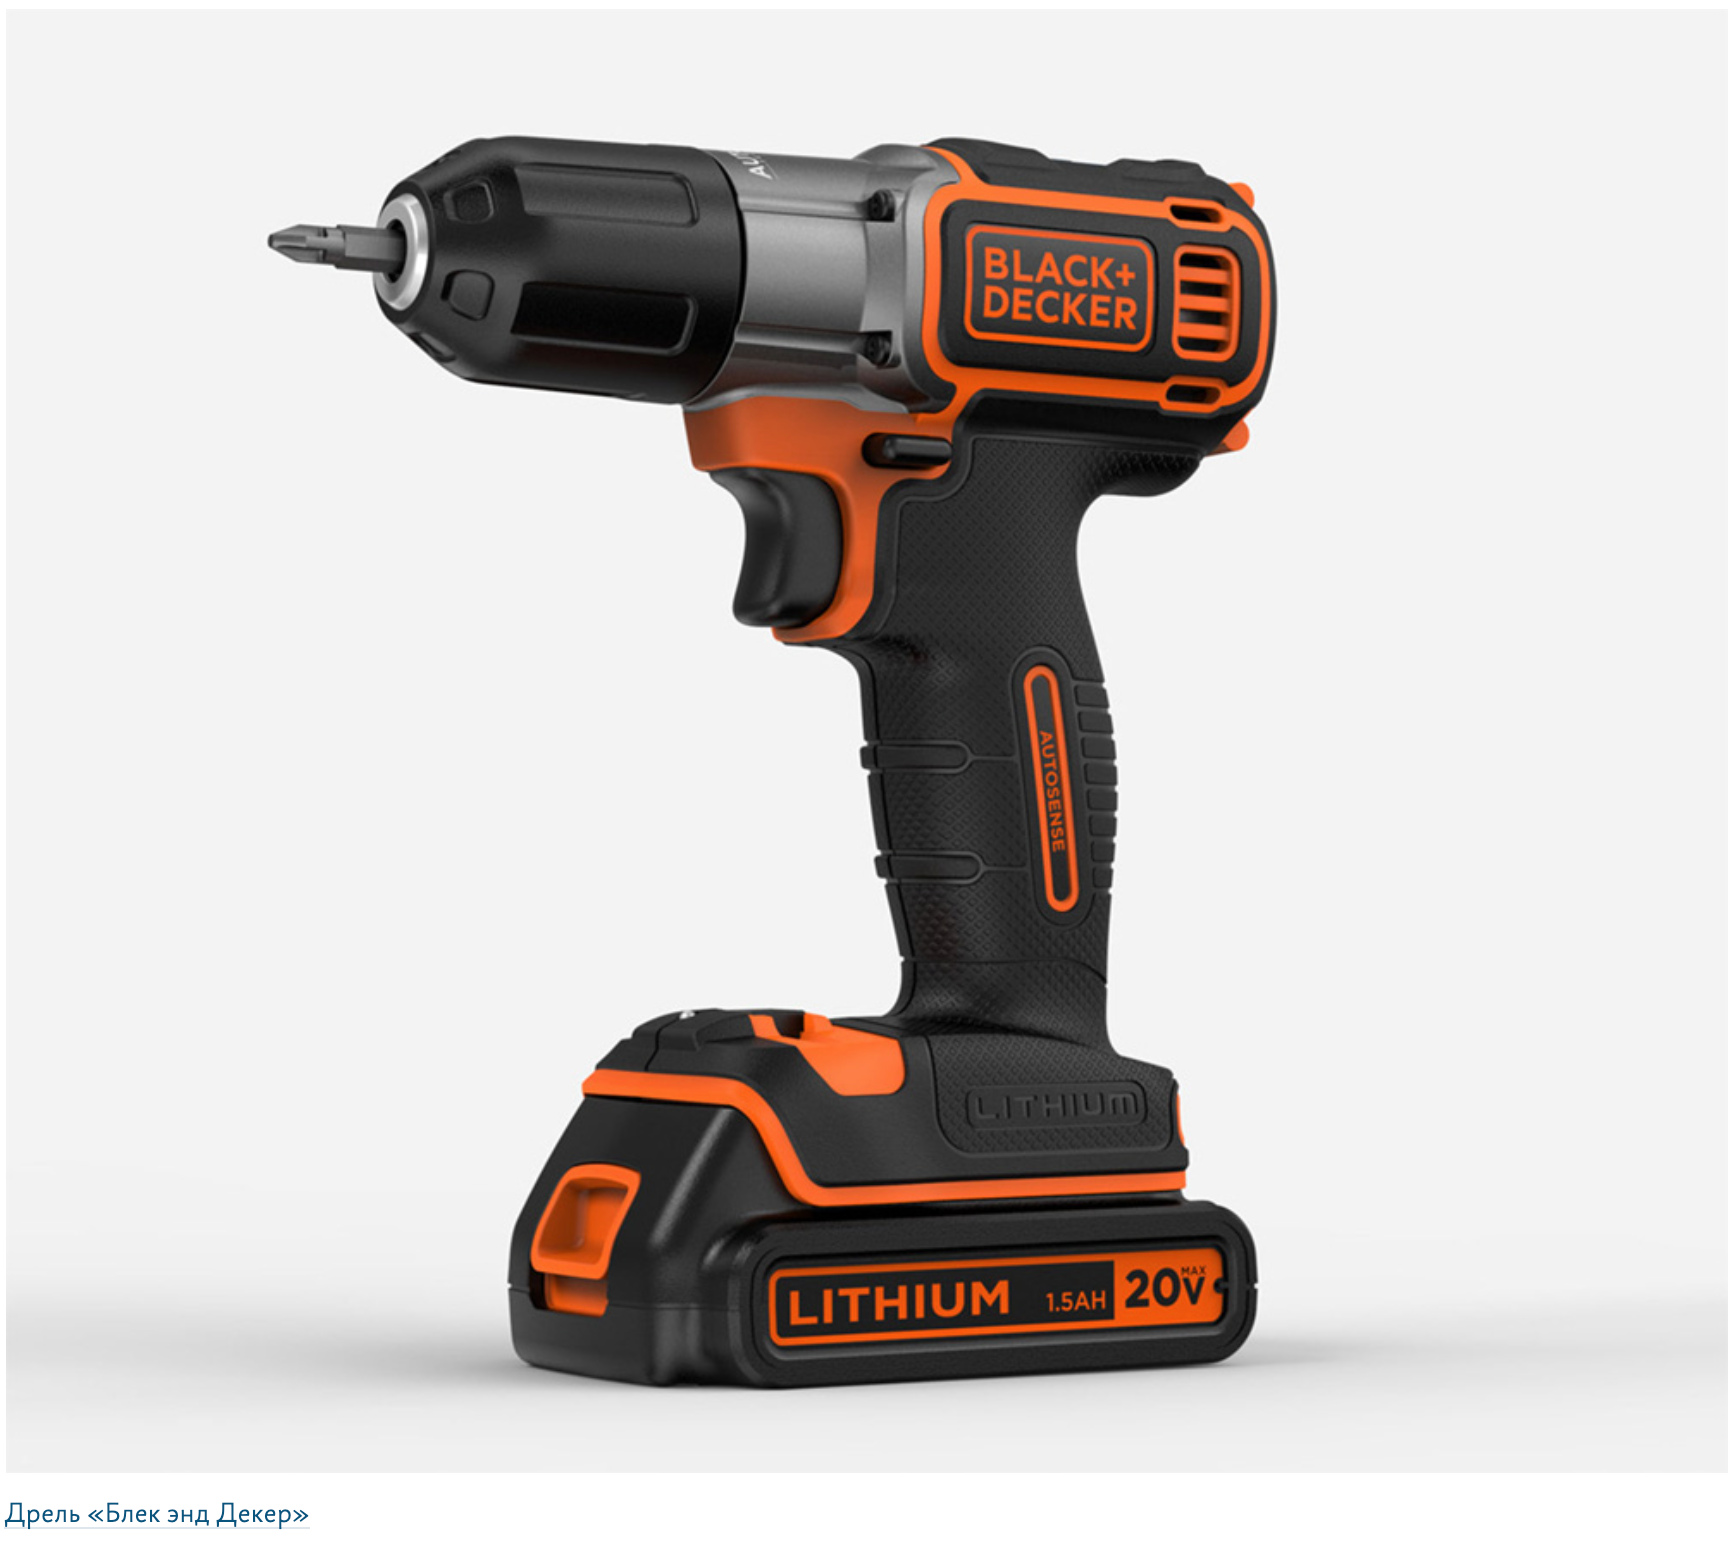 BLACK+
DECKER
AUTOSENSE
LITHIUM
LITHIUM 1.5AH 20V MAX
Дрель «Блек энд Декер»